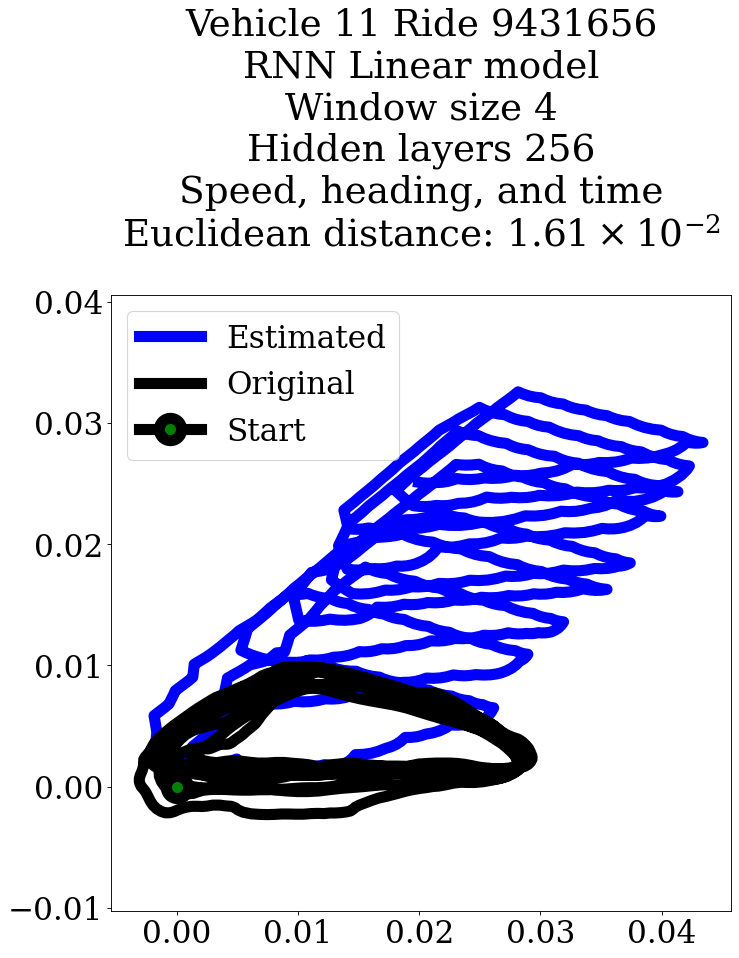 Vehicle 11 Ride 9431656
RNN Linear model
Window size 4
Hidden layers 256
Speed, heading, and time
Euclidean distance: 1.61 × 10⁻²
Estimated
Original
Start
0.04
0.03
0.02
0.01
0.00
−0.01
0.00 0.01 0.02 0.03 0.04